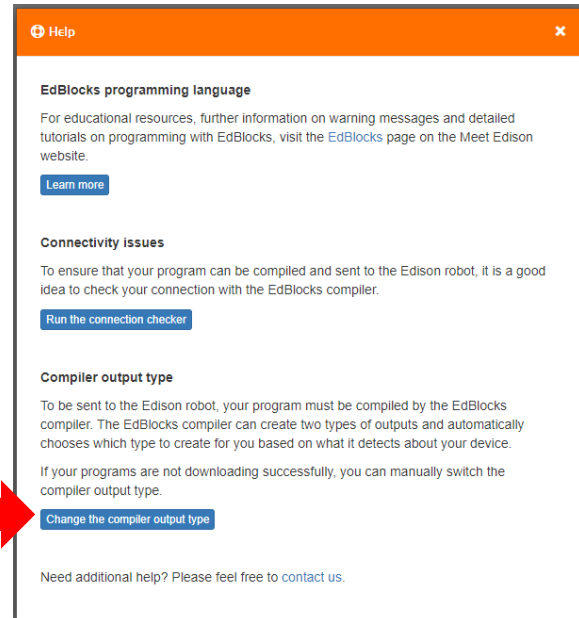 Help
EdBlocks programming language
For educational resources, further information on warning messages and detailed
tutorials on programming with EdBlocks, visit the EdBlocks page on the Meet Edison
website.
Learn more
Connectivity issues
To ensure that your program can be compiled and sent to the Edison robot, it is a good
idea to check your connection with the EdBlocks compiler.
Run the connection checker
Compiler output type
To be sent to the Edison robot, your program must be compiled by the EdBlocks
compiler. The EdBlocks compiler can create two types of outputs and automatically
chooses which type to create for you based on what it detects about your device.
If your programs are not downloading successfully, you can manually switch the
compiler output type.
Change the compiler output type
Need additional help? Please feel free to contact us.